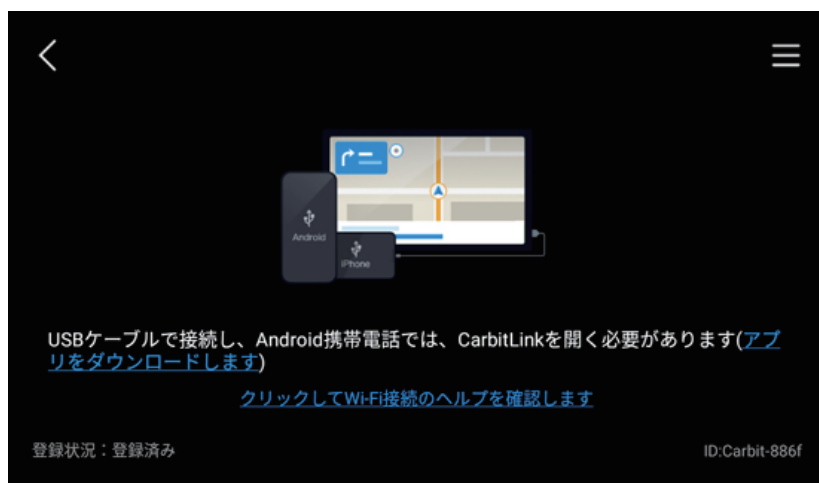 Android
iPhone
USBケーブルで接続し、Android携帯電話では、CarbitLinkを開く必要があります(アプ
リをダウンロードします)
クリックしてWi-Fi接続のヘルプを確認します
登録状況：登録済み
ID:Carbit-886f